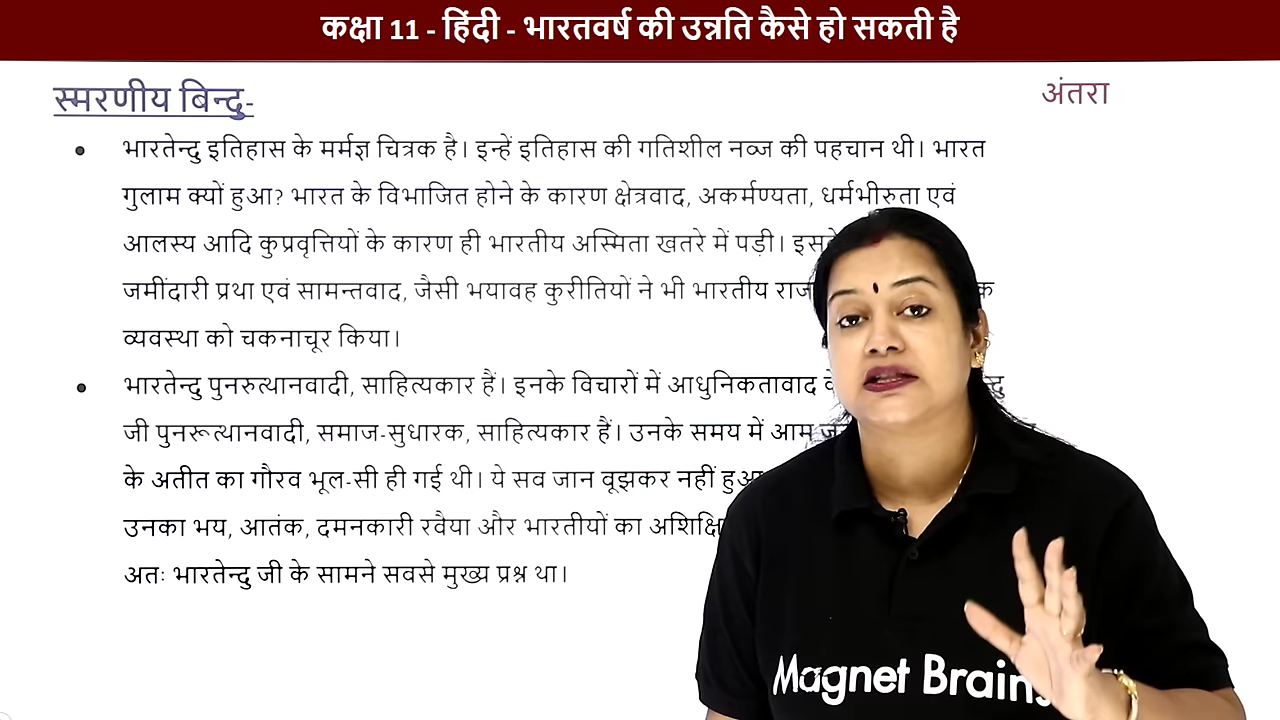 कक्षा 11 - हिंदी - भारतवर्ष की उन्नति कैसे हो सकती है
स्मरणीय बिन्दु-
अंतरा
भारतेन्दु इतिहास के मर्मज्ञ चित्रक है। इन्हें इतिहास की गतिशील नब्ज की पहचान थी। भारत
गुलाम क्यों हुआ? भारत के विभाजित होने के कारण क्षेत्रवाद, अकर्मण्यता, धर्मभीरुता एवं
आलस्य आदि कुप्रवृत्तियों के कारण ही भारतीय अस्मिता खतरे में पड़ी।
जमींदारी प्रथा एवं सामन्तवाद, जैसी भयावह कुरीतियों ने भी भारतीय
व्यवस्था को चकनाचूर किया।
भारतेन्दु पुनरुत्थानवादी, साहित्यकार हैं। इनके विचारों में आधुनिकतावाद
जी पुनरूत्थानवादी, समाज-सुधारक, साहित्यकार हैं। उनके समय में आम
के अतीत का गौरव भूल-सी ही गई थी। ये सव जान वूझकर नहीं
उनका भय, आतंक, दमनकारी रवैया और भारतीयों का
अतः भारतेन्दु जी के सामने सवसे मुख्य प्रश्न था।
Magnet Brains